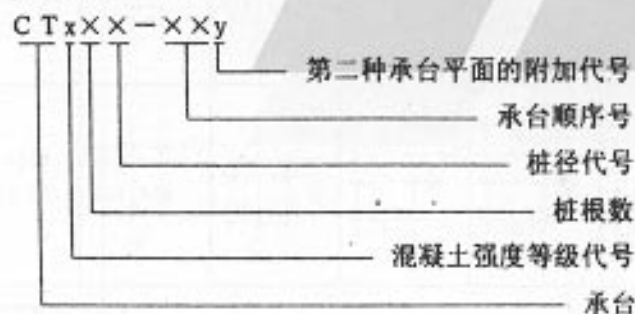 CTx××-××y
第二种承台平面的附加代号
承台顺序号
桩径代号
桩根数
混凝土强度等级代号
承台